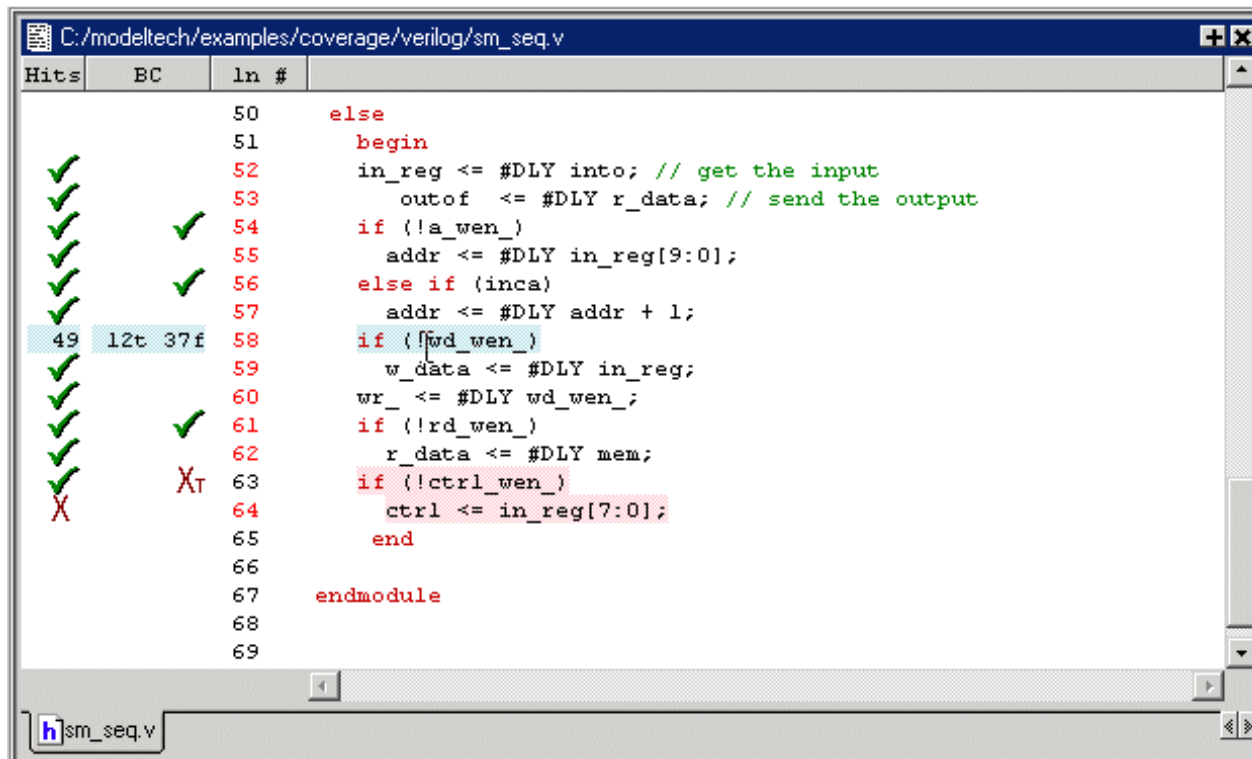 C:/modeltech/examples/coverage/verilog/sm_seq.v
Hits BC ln #
50 else
51 begin
52 in_reg <= #DLY into; // get the input
53 outof <= #DLY r_data; // send the output
54 if (!a_wen_)
55 addr <= #DLY in_reg[9:0];
56 else if (inca)
57 addr <= #DLY addr + 1;
49 12t 37f 58 if (!wd_wen_)
59 w_data <= #DLY in_reg;
60 wr_ <= #DLY wd_wen_;
61 if (!rd_wen_)
62 r_data <= #DLY mem;
XT 63 if (!ctrl_wen_)
X 64 ctrl <= in_reg[7:0];
65 end
66
67 endmodule
68
69
h sm_seq.v